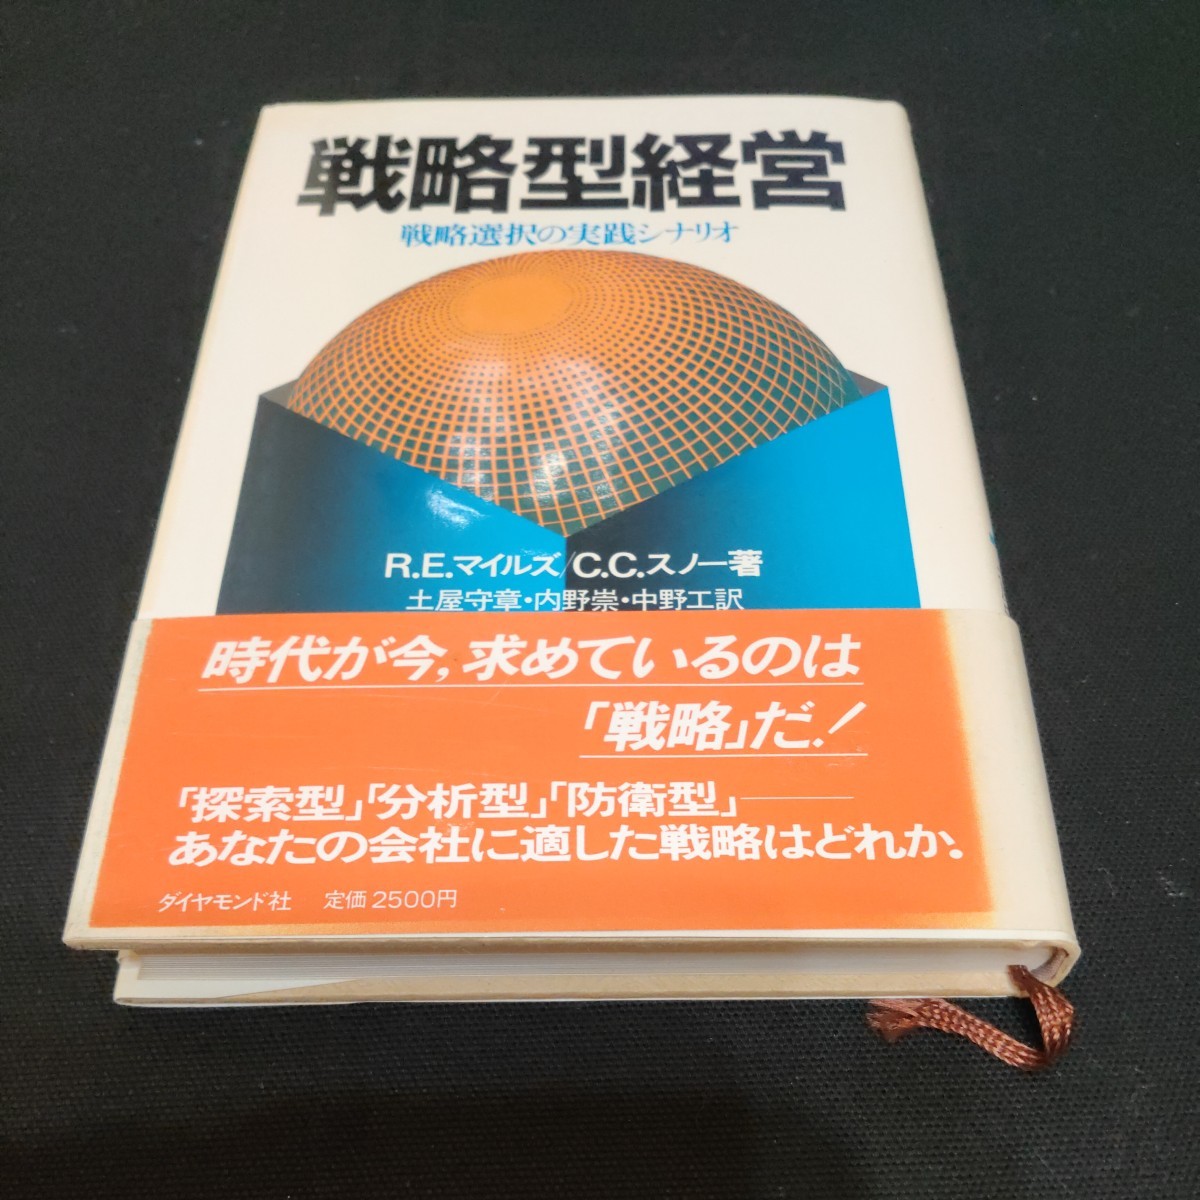 戦略型経営
戦略選択の実践シナリオ
R.E.マイルズ/C.C.スノー著
土屋守章・内野崇・中野工訳
時代が今,求めているのは
「戦略」だ!
「探索型」「分析型」「防衛型」――
あなたの会社に適した戦略はどれか。
ダイヤモンド社 定価2500円